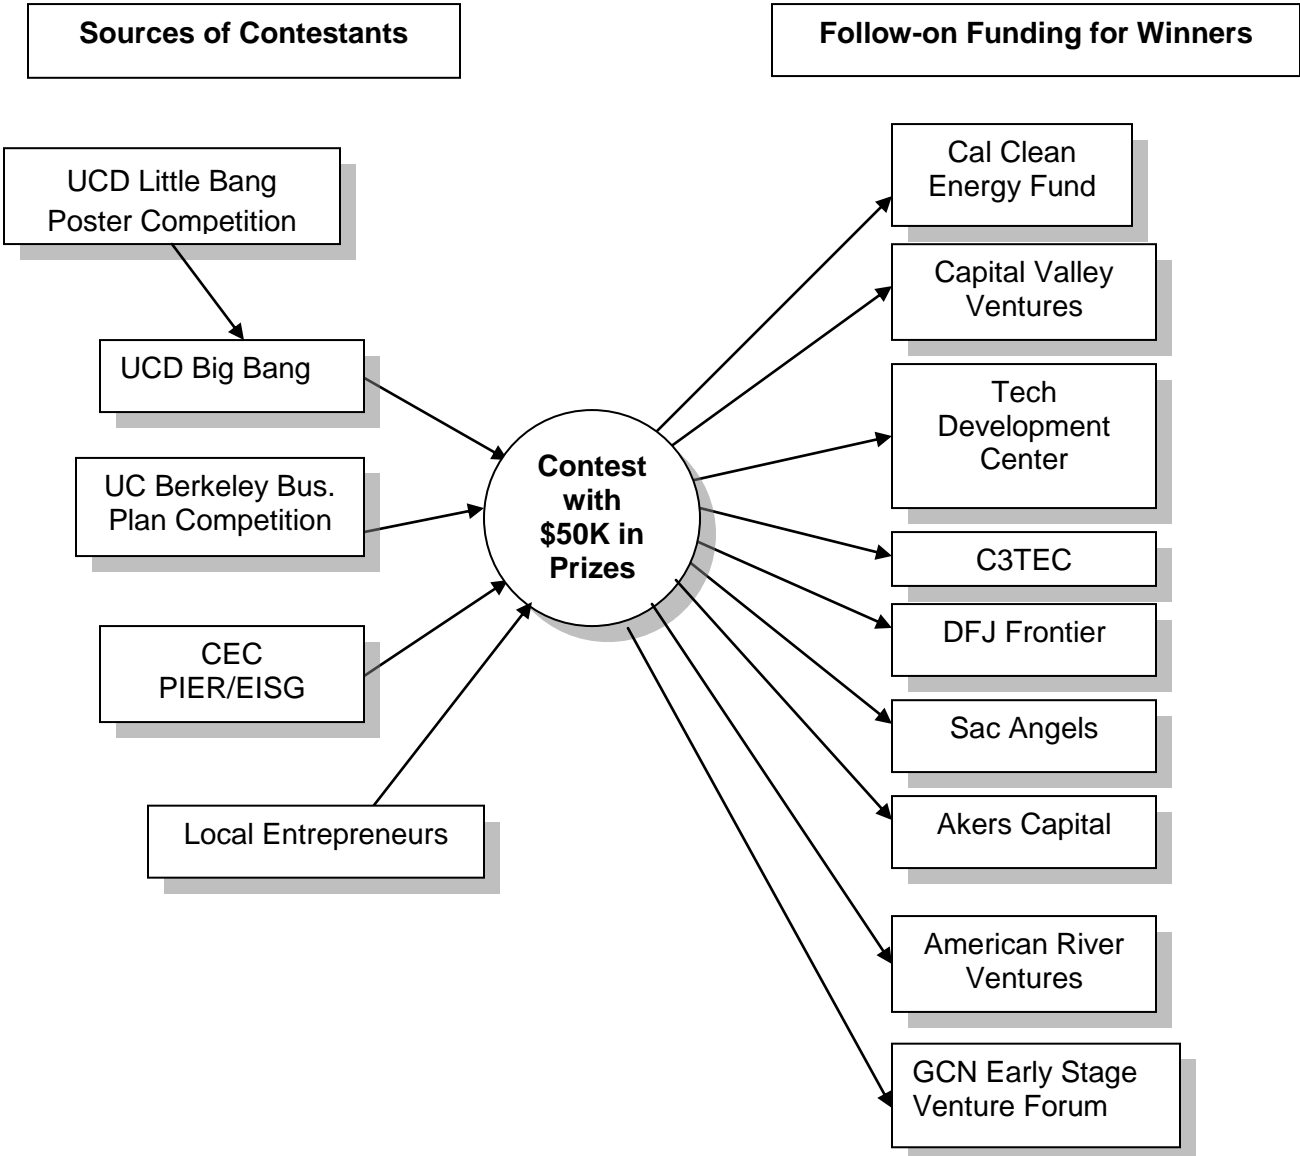 Sources of Contestants
Follow-on Funding for Winners
UCD Little Bang
Poster Competition
UCD Big Bang
UC Berkeley Bus.
Plan Competition
CEC
PIER/EISG
Local Entrepreneurs
Contest
with
$50K in
Prizes
Cal Clean
Energy Fund
Capital Valley
Ventures
Tech
Development
Center
C3TEC
DFJ Frontier
Sac Angels
Akers Capital
American River
Ventures
GCN Early Stage
Venture Forum